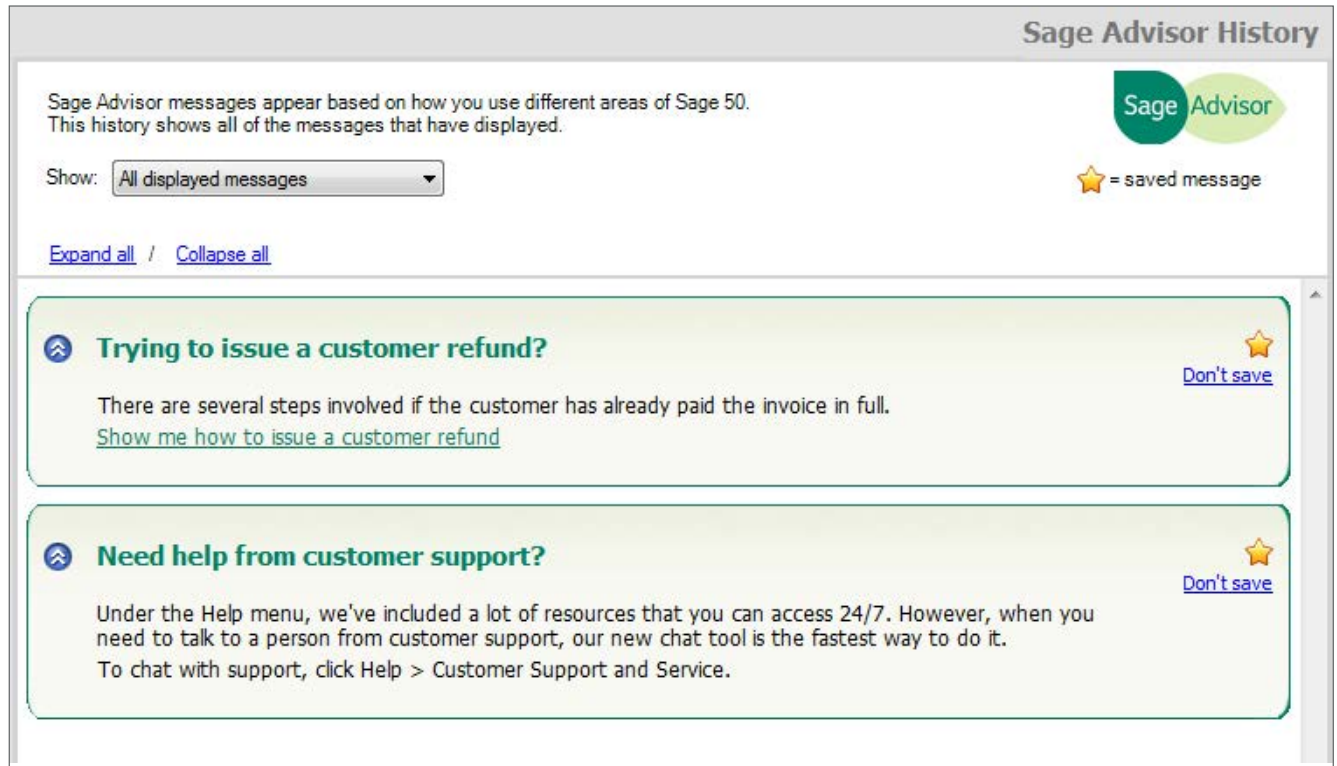 Sage Advisor History
Sage Advisor messages appear based on how you use different areas of Sage 50.
This history shows all of the messages that have displayed.
Sage Advisor
Show: All displayed messages
= saved message
Expand all / Collapse all
Trying to issue a customer refund?
Don't save
There are several steps involved if the customer has already paid the invoice in full.
Show me how to issue a customer refund
Need help from customer support?
Don't save
Under the Help menu, we've included a lot of resources that you can access 24/7. However, when you
need to talk to a person from customer support, our new chat tool is the fastest way to do it.
To chat with support, click Help > Customer Support and Service.